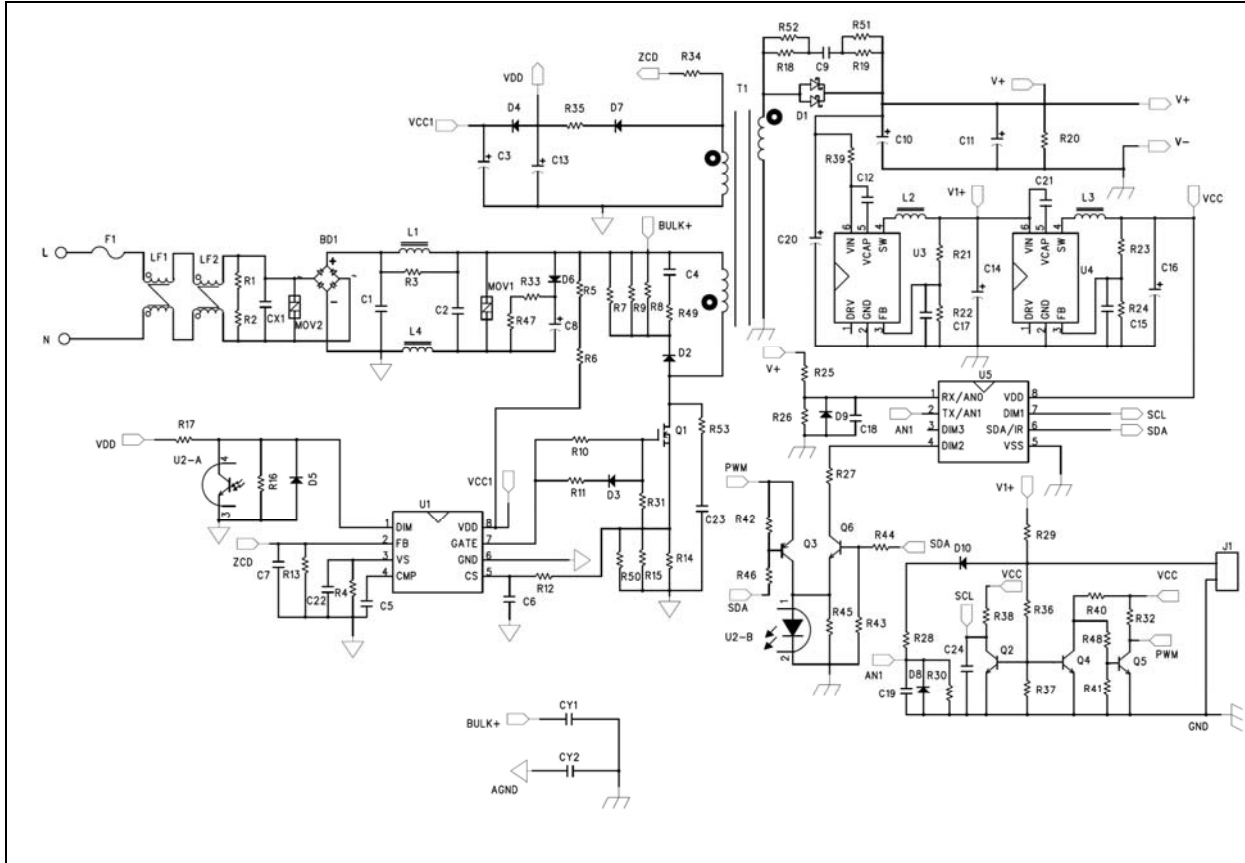 R52
R51
R18
C9
R19
ZCD
R34
T1
VDD
V+
V+
D1
D4
R35
D7
VCC1
C3
C13
C10
C11
R20
V-
R39
C12
C21
L2
V1+
L3
VCC
BULK+
C20
6 5 4
VIN VCAP SW
U3
DRV GND FB
1 2 3
R21
R22
C17
C14
6 5 4
VIN VCAP SW
U4
DRV GND FB
1 2 3
R23
R24
C15
C16
L
F1
LF1
LF2
BD1
+
-
~
~
L1
R1
R2
CX1
MOV2
C1
R3
C2
MOV1
L4
R33
D6
R47
C8
R5
R6
R7
R9
R8
C4
R49
D2
N
V+
R25
U5
1 RX/AN0 VDD 8
2 TX/AN1 DIM1 7
3 DIM3 SDA/IR 6
4 DIM2 VSS 5
AN1
SCL
SDA
R26
D9
C18
R17
VDD
U2-A
4
3
R16
D5
R10
Q1
R53
R11
D3
VCC1
R31
C23
U1
1 DIM VDD 8
2 FB GATE 7
3 VS GND 6
4 CMP CS 5
ZCD
C7
R13
C22
R4
C5
C6
R12
R50
R15
R14
R27
PWM
R42
Q3
Q6
R44
SDA
R46
SDA
1
U2-B
2
R45
R43
V1+
R29
D10
J1
VCC
SCL
R38
R36
R40
VCC
R32
R28
C24
Q2
Q4
R48
Q5
PWM
AN1
D8
R30
C19
R37
R41
GND
BULK+
CY1
CY2
AGND